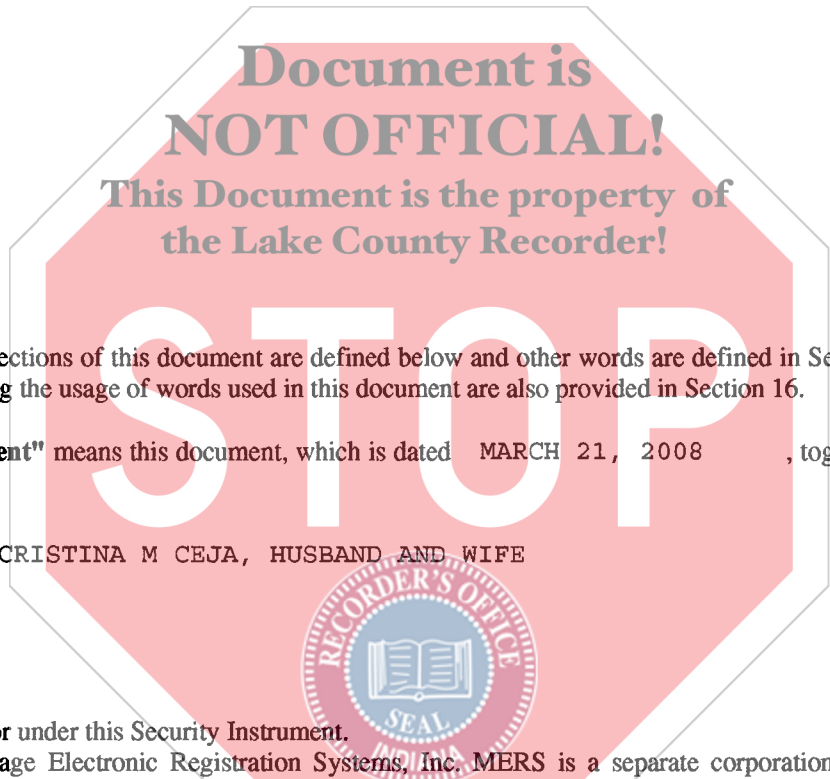 Document is
NOT OFFICIAL!
This Document is the property of
the Lake County Recorder!
STOP
ections of this document are defined below and other words are defined in Se
g the usage of words used in this document are also provided in Section 16.
ent" means this document, which is dated MARCH 21, 2008 , tog
CRISTINA M CEJA, HUSBAND AND WIFE
RECORDER'S OFFICE
SEAL
INDIANA
or under this Security Instrument.
age Electronic Registration Systems, Inc. MERS is a separate corporation